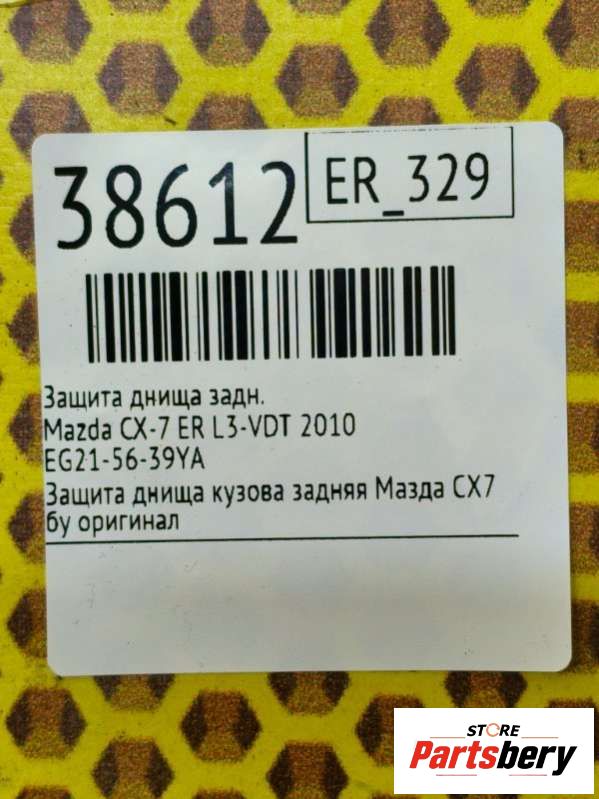 38612
ER_329
Защита днища задн.
Mazda CX-7 ER L3-VDT 2010
EG21-56-39YA
Защита днища кузова задняя Мазда CX7
бу оригинал
STORE
Partsbery